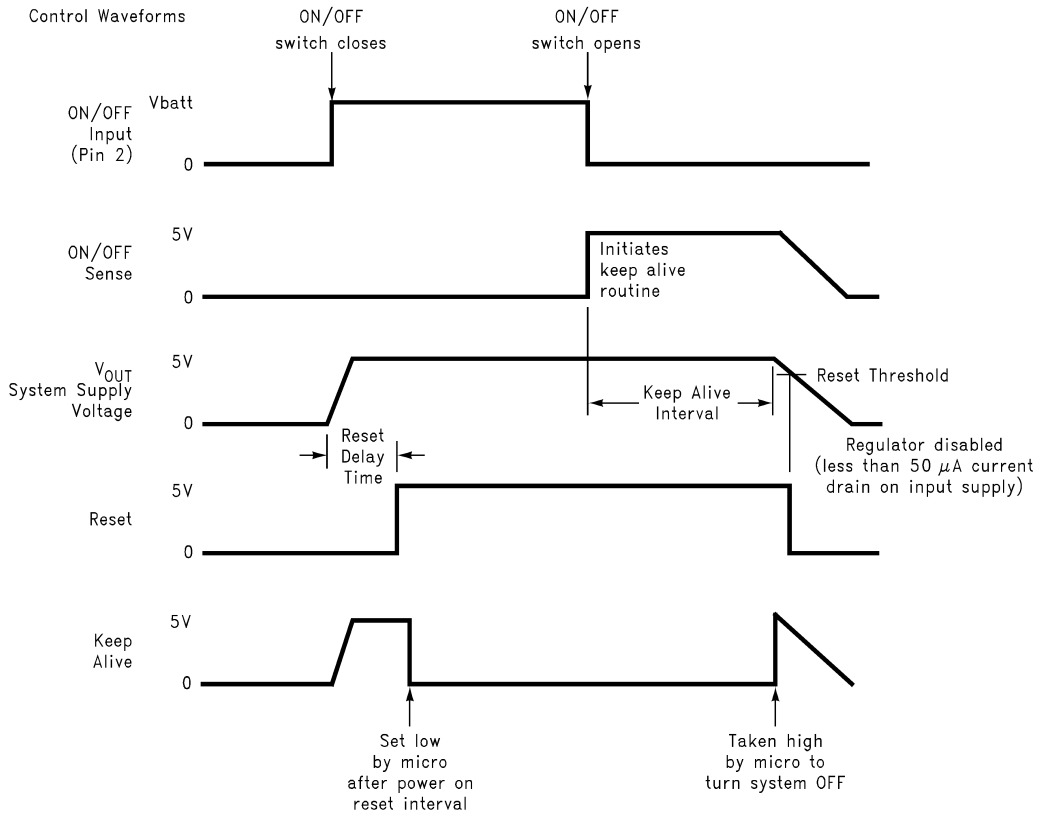 Control Waveforms
ON/OFF
switch closes
ON/OFF
switch opens
ON/OFF
Input
(Pin 2)
Vbatt
0
ON/OFF
Sense
5V
0
Initiates
keep alive
routine
VOUT
System Supply
Voltage
5V
0
Keep Alive
Interval
Reset Threshold
Reset
Delay
Time
Regulator disabled
(less than 50 μA current
drain on input supply)
Reset
5V
0
Keep
Alive
5V
0
Set low
by micro
after power on
reset interval
Taken high
by micro to
turn system OFF